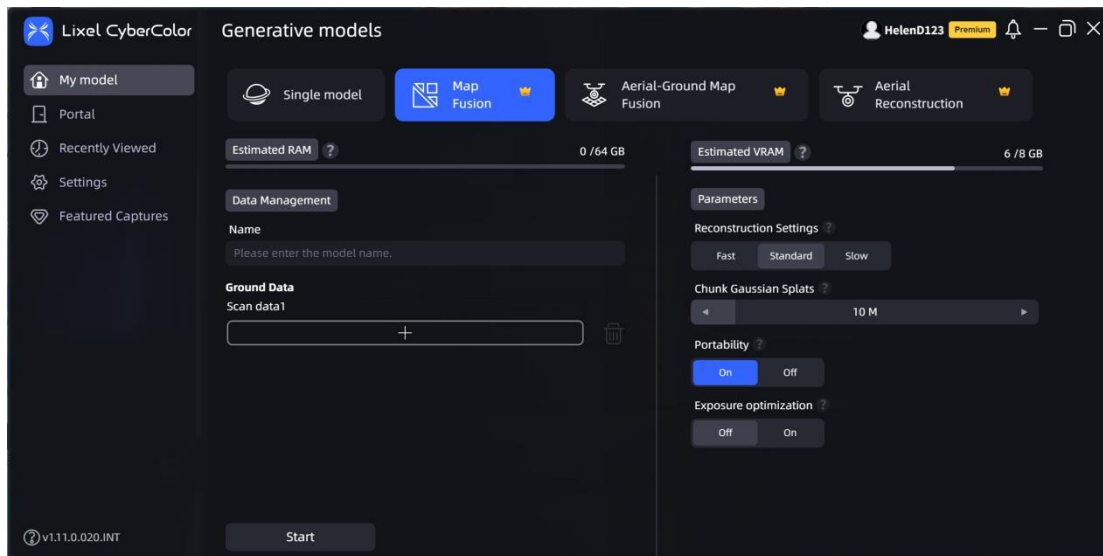 Lixel CyberColor
Generative models
HelenD123 Premium
My model
Portal
Recently Viewed
Settings
Featured Captures
Single model
Map
Fusion
Aerial-Ground Map
Fusion
Aerial
Reconstruction
Estimated RAM ? 0 /64 GB
Data Management
Name
Please enter the model name.
Ground Data
Scan data1
+
Estimated VRAM ? 6 /8 GB
Parameters
Reconstruction Settings ?
Fast Standard Slow
Chunk Gaussian Splats ?
10 M
Portability ?
On Off
Exposure optimization ?
Off On
? v1.11.0.020.INT
Start